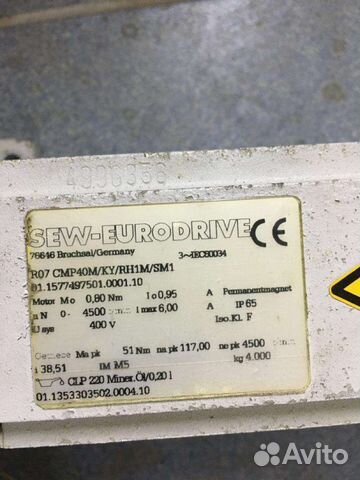 4998356
SEW-EURODRIVE CE
76646 Bruchsal/Germany 3~IEC60034
R07 CMP40M/KY/RH1M/SM1
01.1577497501.0001.10
Motor Mo 0,80 Nm Io 0,95 A Permanentmagnet
n N 0- 4500 I max 6,00 A IP 65
U sys 400 V Iso.Kl. F
Getriebe Ma pk 51 Nm na pk 117,00 ne pk 4500
i 38,51 IM M5 kg 4.000
CLP 220 Miner.Öl/0,20 l
01.1353303502.0004.10
Avito